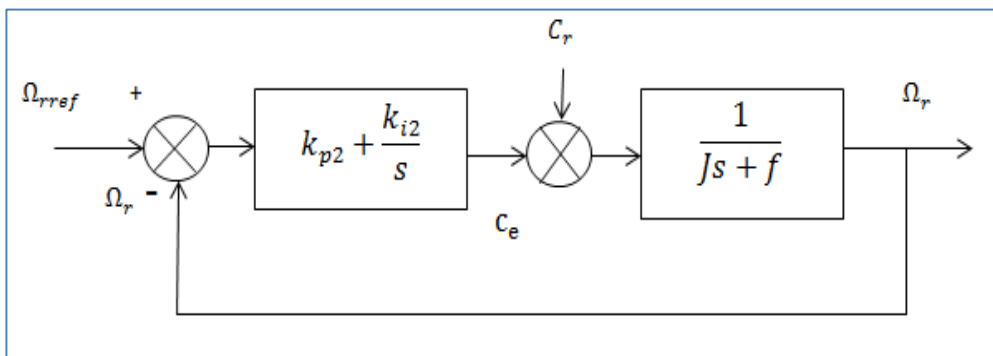 C_r
Ω_rref +
k_p2 + k_i2/s
1/(Js + f)
Ω_r
Ω_r -
C_e